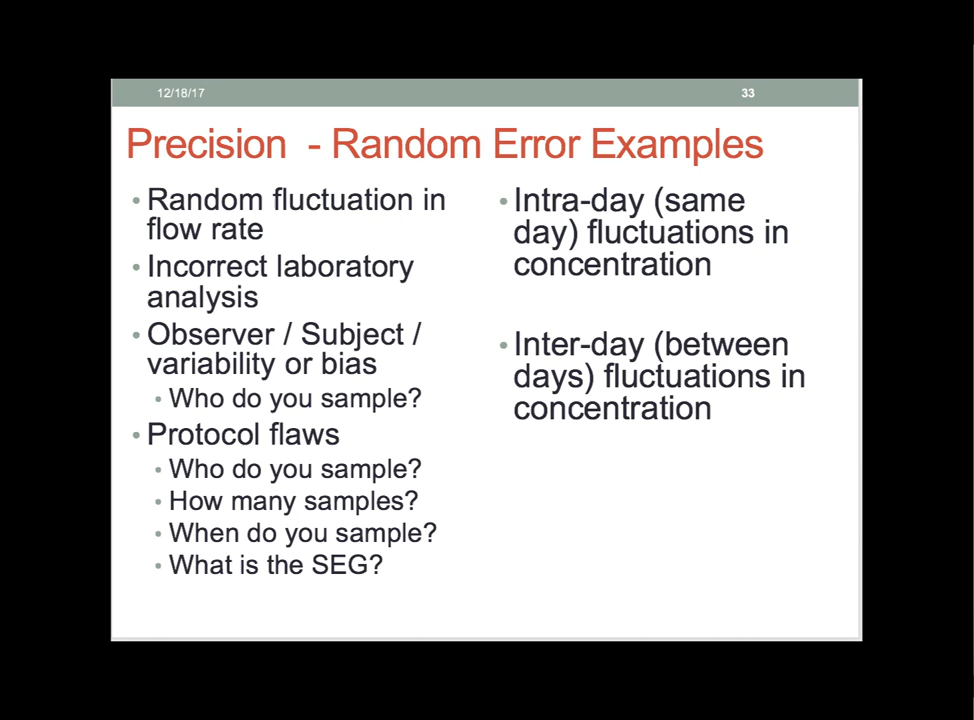 12/18/17
33
Precision - Random Error Examples
• Random fluctuation in
flow rate
• Incorrect laboratory
analysis
• Observer / Subject /
variability or bias
• Who do you sample?
• Protocol flaws
• Who do you sample?
• How many samples?
• When do you sample?
• What is the SEG?
• Intra-day (same
day) fluctuations in
concentration
• Inter-day (between
days) fluctuations in
concentration